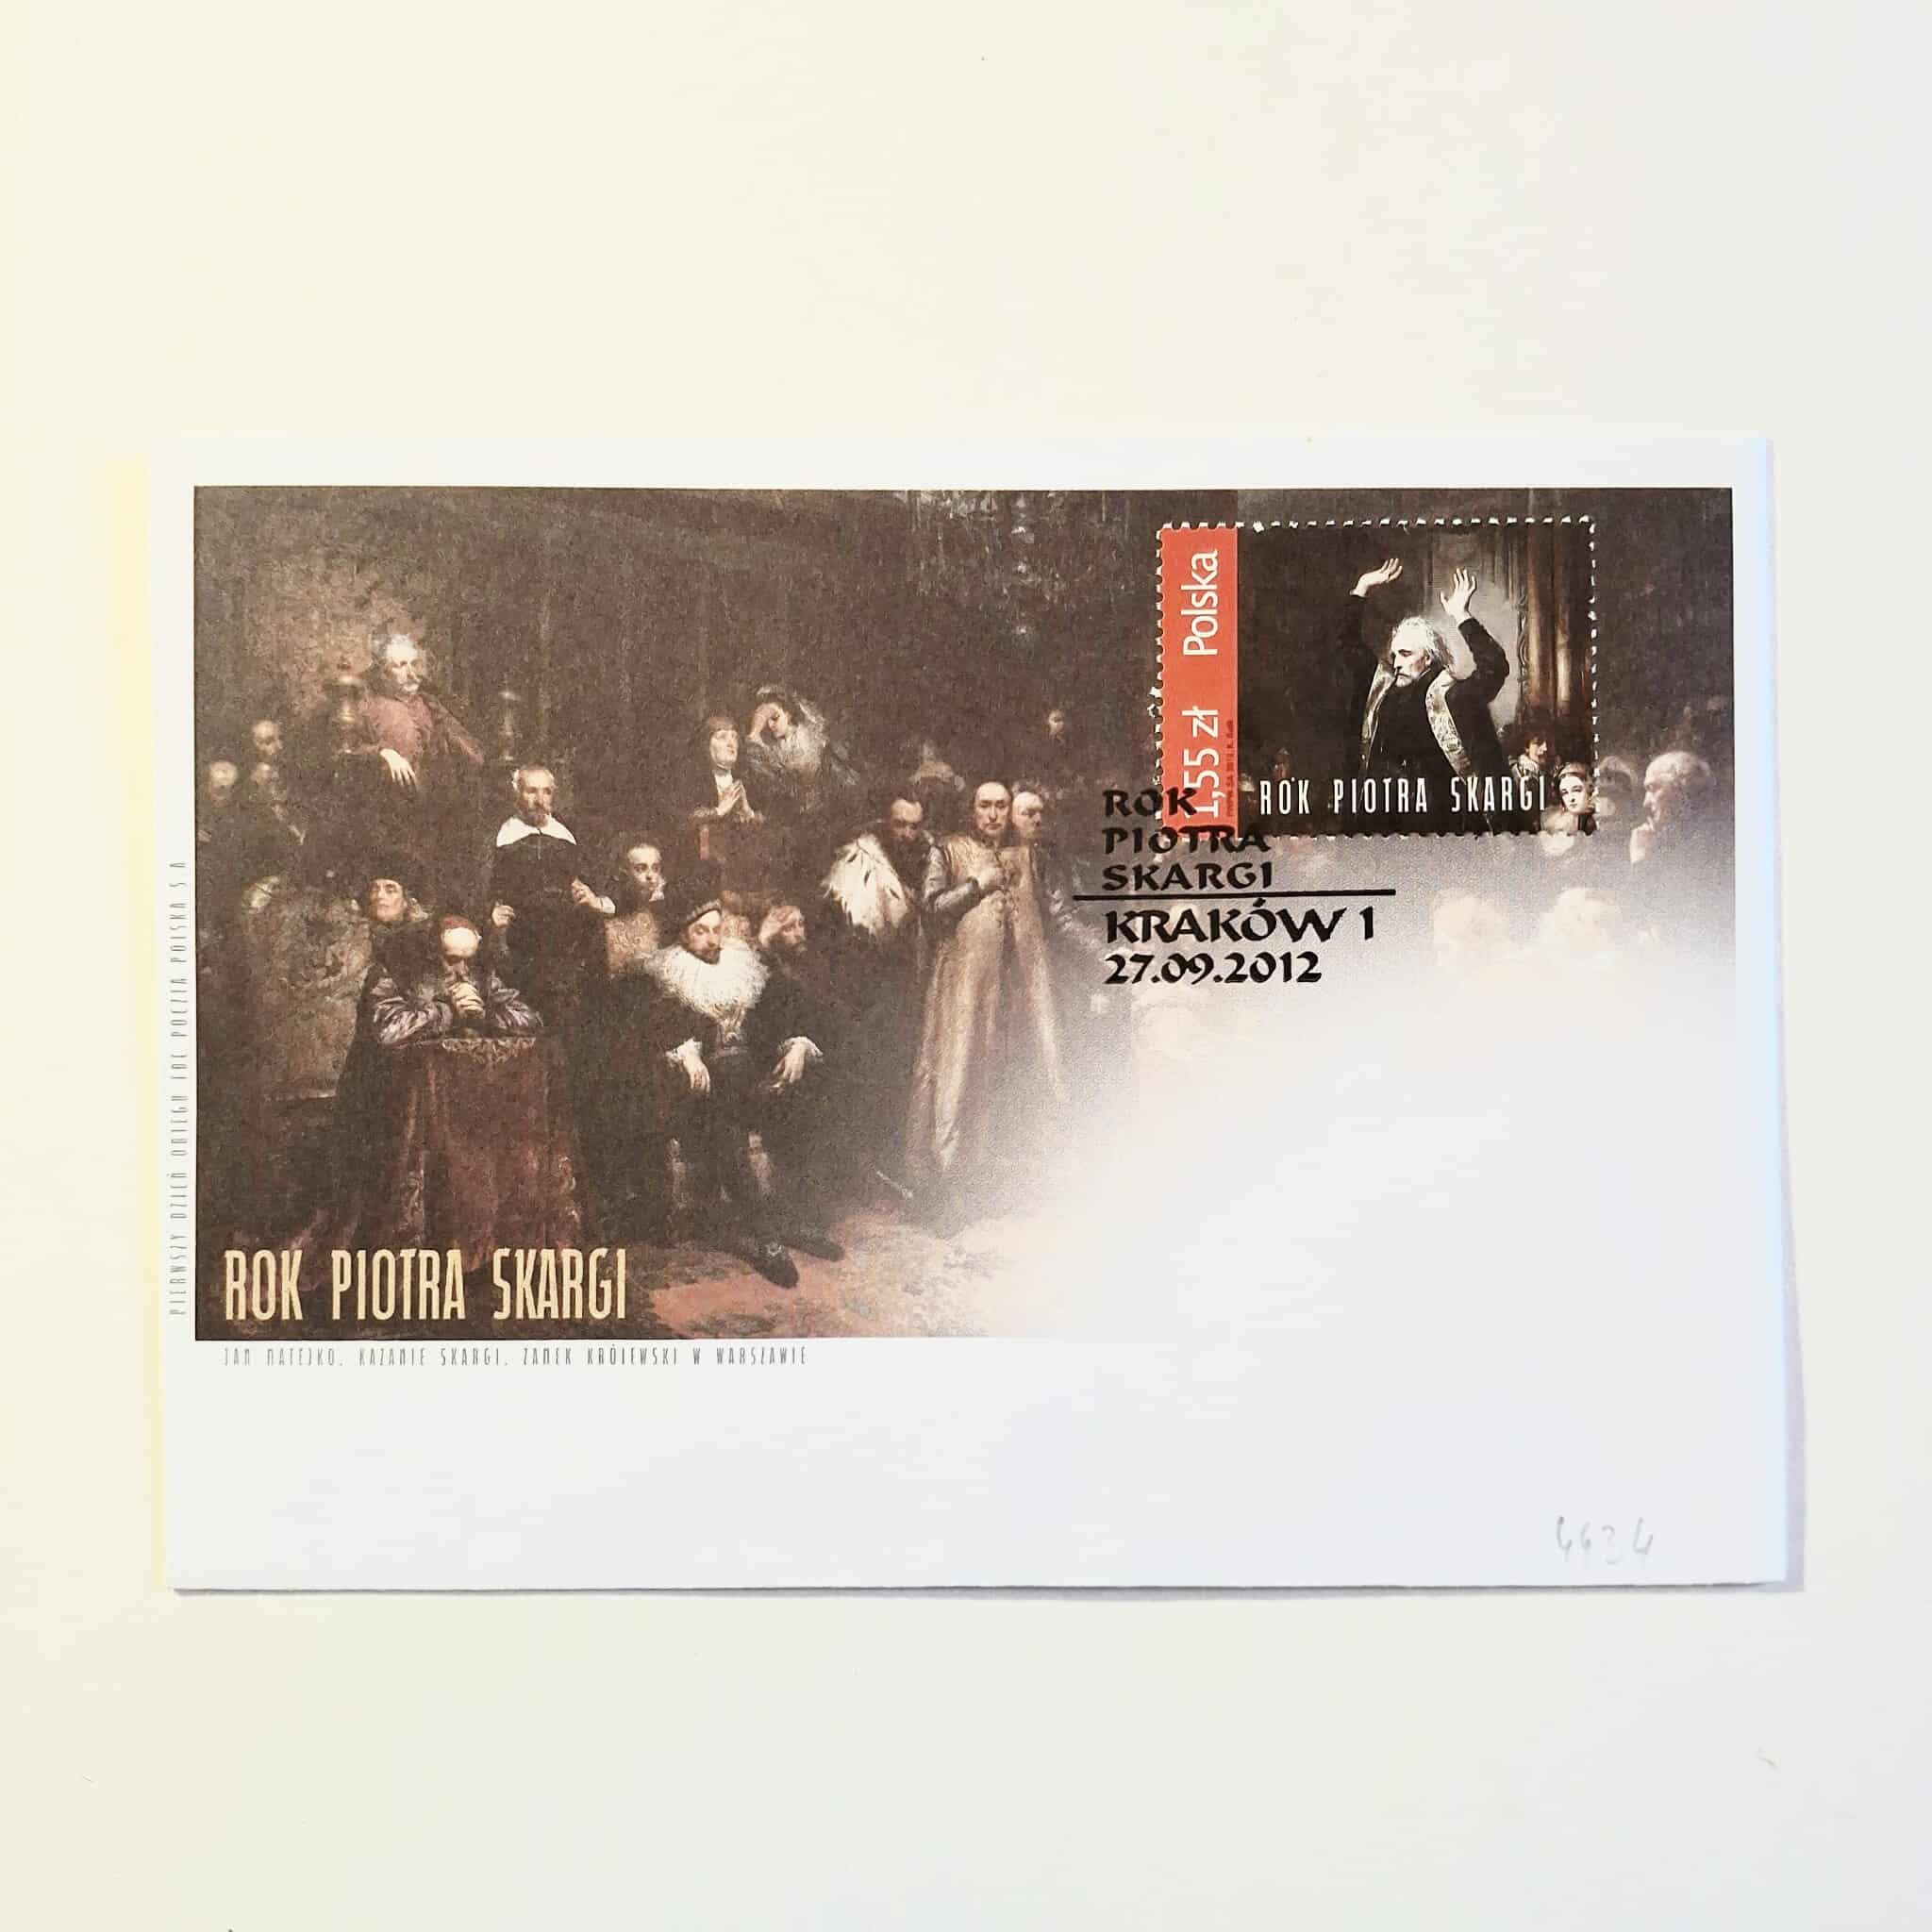 Polska
1,55 zł
ROK PIOTRA SKARGI
ROK
PIOTRA
SKARGI
KRAKÓW 1
27.09.2012
PIERWSZY DZIEŃ OBIEGU FDC POCZTA POLSKA S.A.
ROK PIOTRA SKARGI
JAN MATEJKO, KAZANIE SKARGI, ZAMEK KRÓLEWSKI W WARSZAWIE